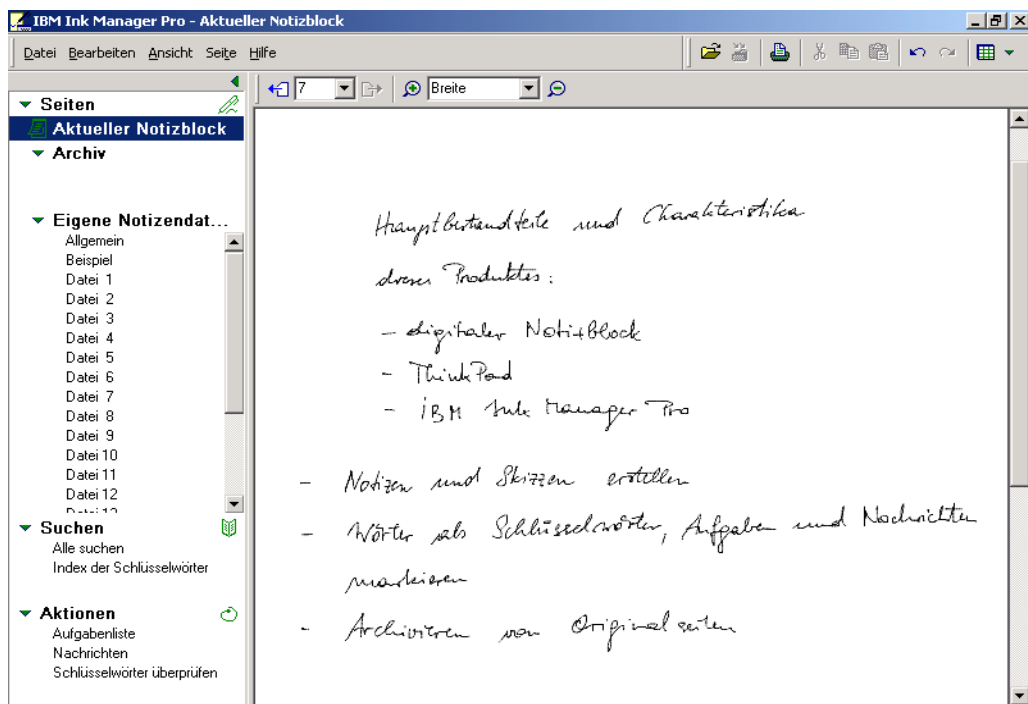 IBM Ink Manager Pro - Aktueller Notizblock
Datei Bearbeiten Ansicht Seite Hilfe
7 Breite
Seiten
Aktueller Notizblock
Archiv
Eigene Notizendat...
Allgemein
Beispiel
Datei 1
Datei 2
Datei 3
Datei 4
Datei 5
Datei 6
Datei 7
Datei 8
Datei 9
Datei 10
Datei 11
Datei 12
Datei 13
Suchen
Alle suchen
Index der Schlüsselwörter
Aktionen
Aufgabenliste
Nachrichten
Schlüsselwörter überprüfen
Hauptbestandteile und Charakteristika
dieses Produktes:
- digitaler Notizblock
- ThinkPad
- IBM Ink Manager Pro
- Notizen und Skizzen erstellen
- Wörter als Schlüsselwörter, Aufgaben und Nachrichten
markieren
- Archivieren von Originalseiten